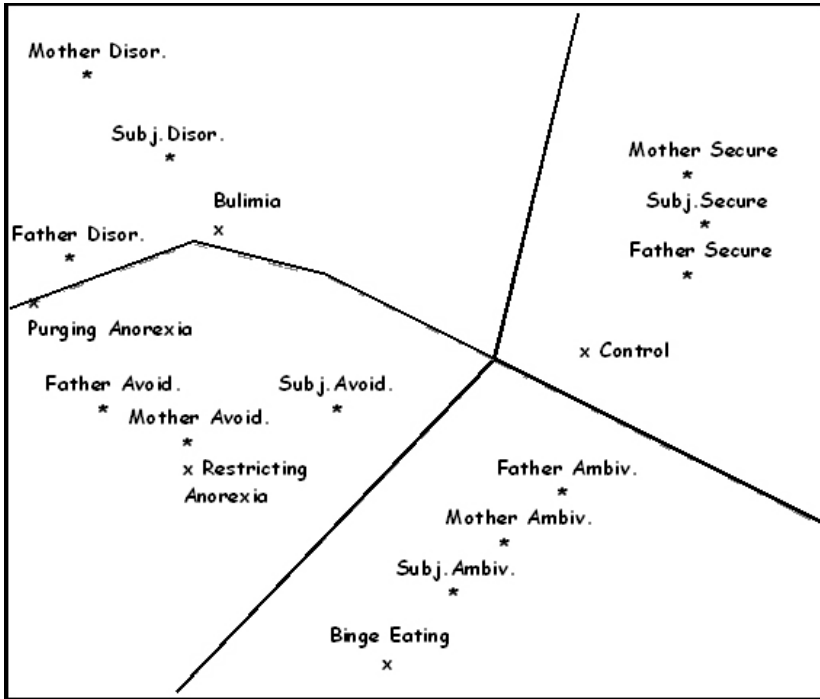 Mother Disor.
*
Subj.Disor.
*
Mother Secure
*
Bulimia
x
Subj.Secure
*
Father Disor.
*
Father Secure
*
x
Purging Anorexia
x Control
Father Avoid.
*
Subj.Avoid.
*
Mother Avoid.
*
x Restricting
Anorexia
Father Ambiv.
*
Mother Ambiv.
*
Subj.Ambiv.
*
Binge Eating
x